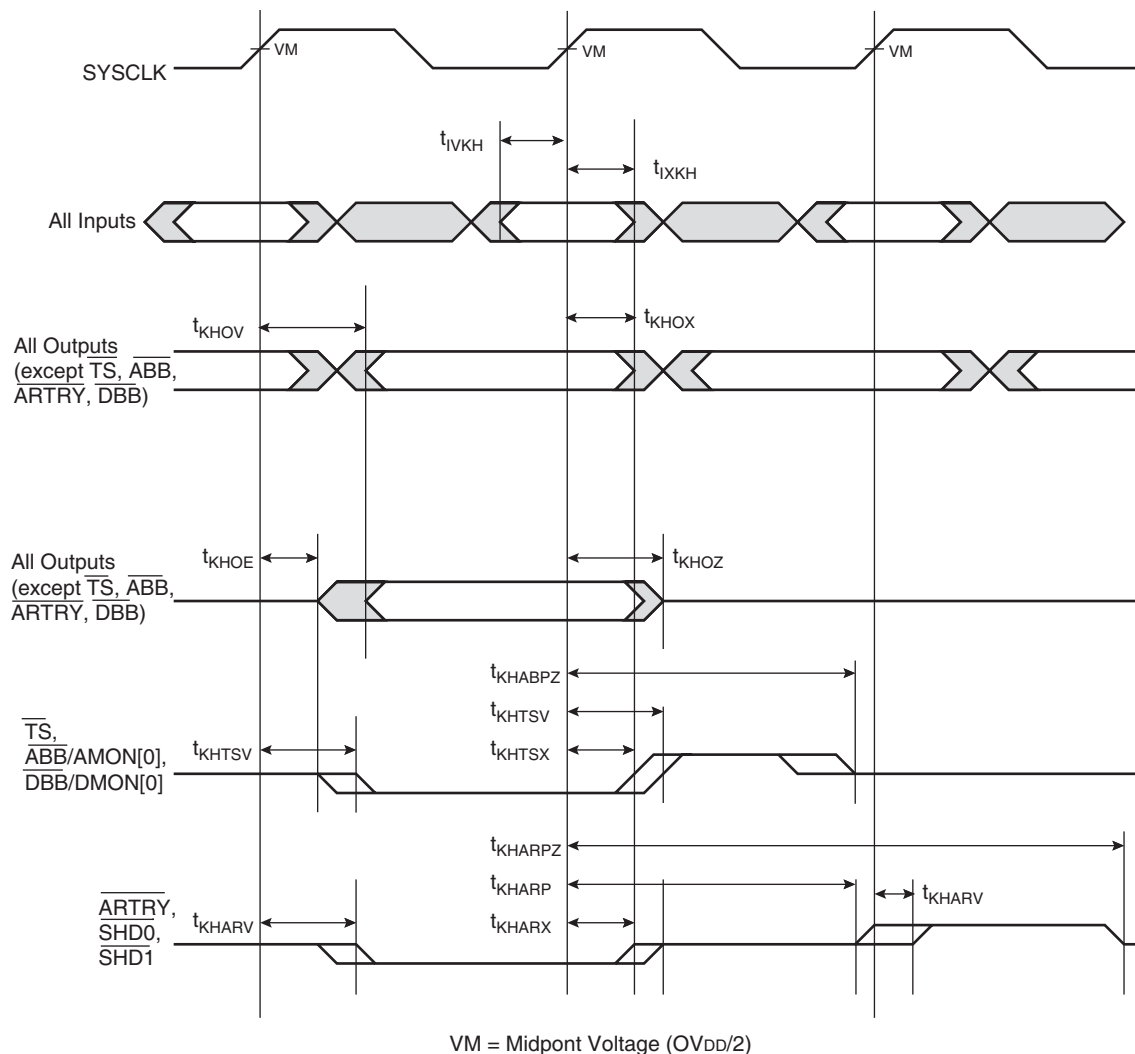 VM
VM
VM
SYSCLK
tIVKH
tIXKH
All Inputs
tKHOV
tKHOX
All Outputs
(except TS, ABB,
ARTRY, DBB)
tKHOE
tKHOZ
All Outputs
(except TS, ABB,
ARTRY, DBB)
tKHABPZ
tKHTSV
tKHTSV
tKHTSX
TS,
ABB/AMON[0],
DBB/DMON[0]
tKHARPZ
tKHARP
tKHARV
tKHARV
tKHARX
ARTRY,
SHD0,
SHD1
VM = Midpont Voltage (OVDD/2)